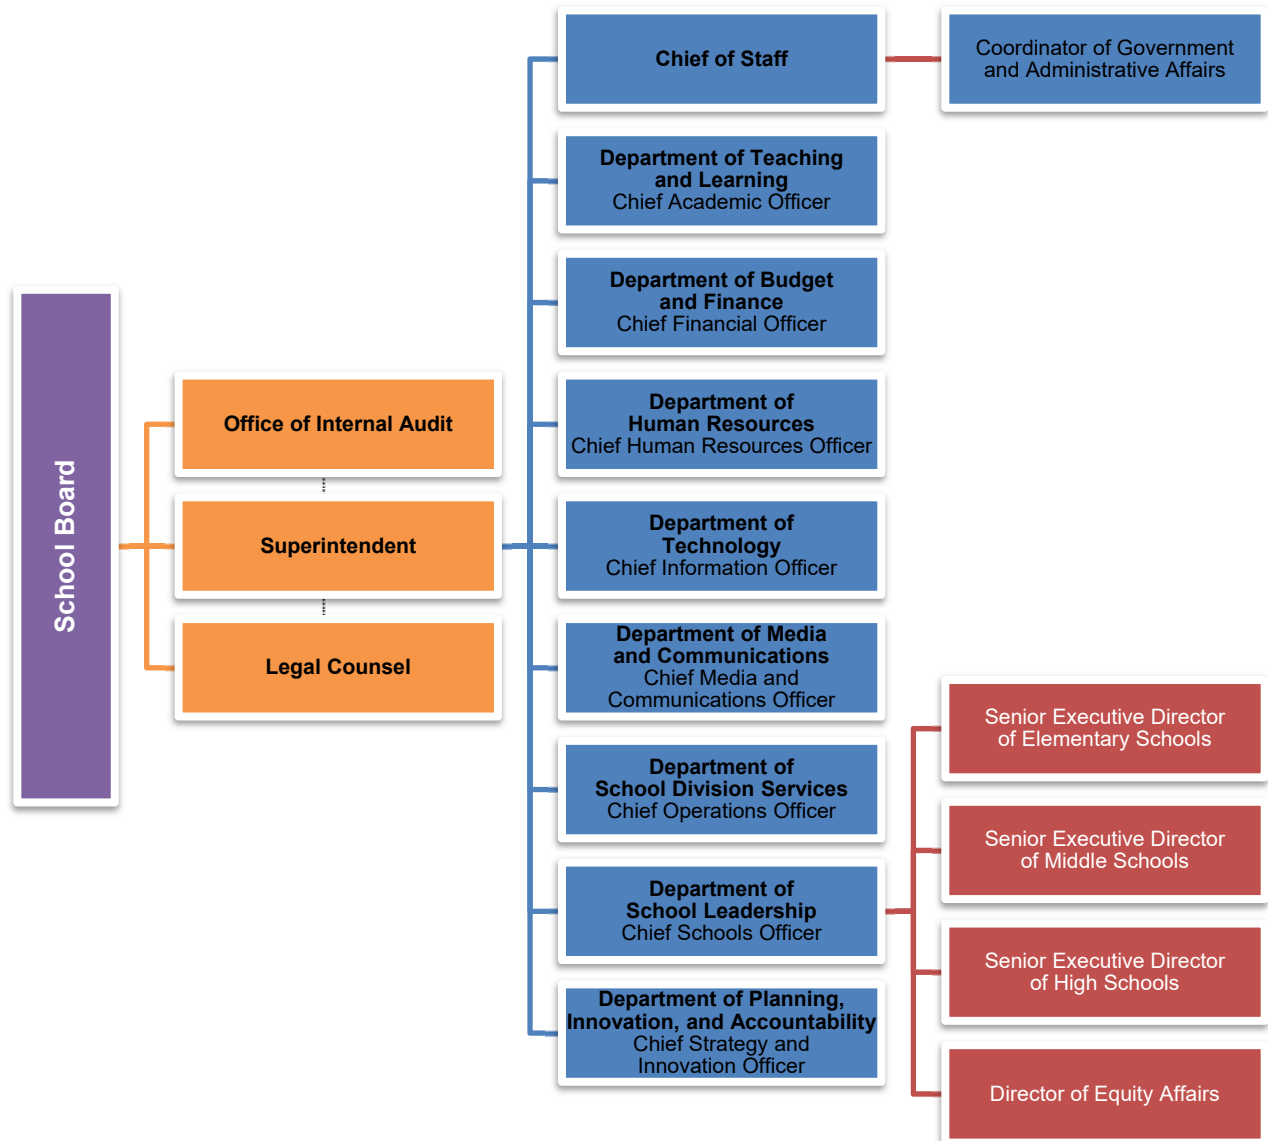 School Board
Office of Internal Audit
Superintendent
Legal Counsel
Chief of Staff
Coordinator of Government
and Administrative Affairs
Department of Teaching
and Learning
Chief Academic Officer
Department of Budget
and Finance
Chief Financial Officer
Department of
Human Resources
Chief Human Resources Officer
Department of
Technology
Chief Information Officer
Department of Media
and Communications
Chief Media and
Communications Officer
Department of
School Division Services
Chief Operations Officer
Department of
School Leadership
Chief Schools Officer
Senior Executive Director
of Elementary Schools
Senior Executive Director
of Middle Schools
Senior Executive Director
of High Schools
Director of Equity Affairs
Department of Planning,
Innovation, and Accountability
Chief Strategy and
Innovation Officer